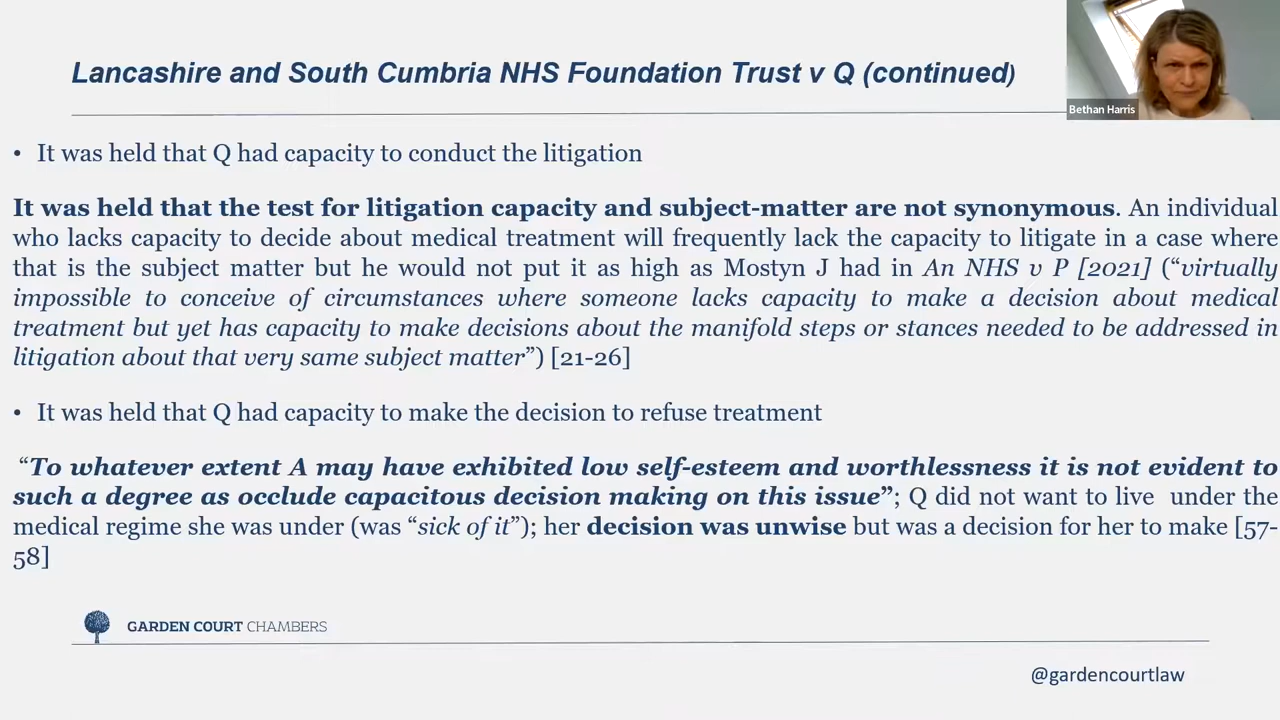 Lancashire and South Cumbria NHS Foundation Trust v Q (continued)
Bethan Harris
• It was held that Q had capacity to conduct the litigation
It was held that the test for litigation capacity and subject-matter are not synonymous. An individual
who lacks capacity to decide about medical treatment will frequently lack the capacity to litigate in a case where
that is the subject matter but he would not put it as high as Mostyn J had in An NHS v P [2021] (“virtually
impossible to conceive of circumstances where someone lacks capacity to make a decision about medical
treatment but yet has capacity to make decisions about the manifold steps or stances needed to be addressed in
litigation about that very same subject matter”) [21-26]
• It was held that Q had capacity to make the decision to refuse treatment
“To whatever extent A may have exhibited low self-esteem and worthlessness it is not evident to
such a degree as occlude capacitous decision making on this issue”; Q did not want to live under the
medical regime she was under (was “sick of it”); her decision was unwise but was a decision for her to make [57-
58]
GARDEN COURT CHAMBERS
@gardencourtlaw